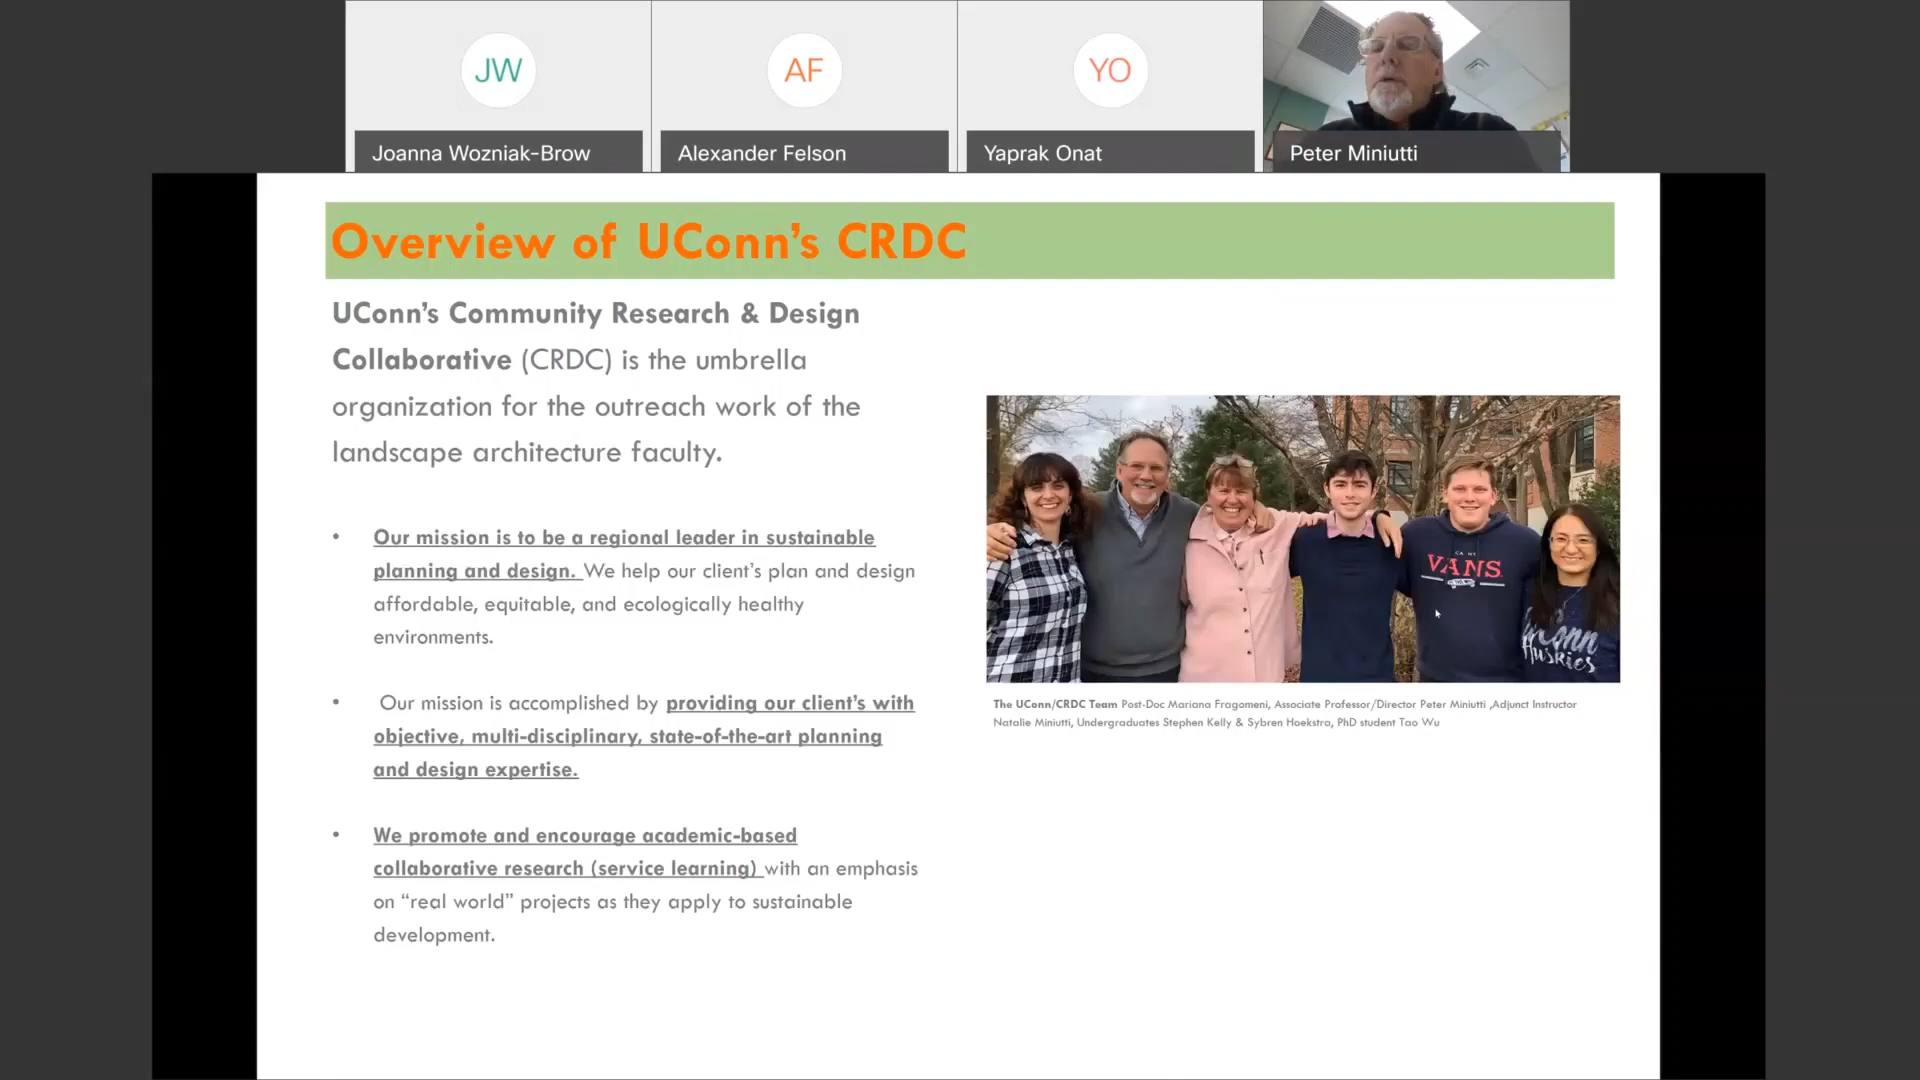 JW
AF
YO
Joanna Wozniak-Brow
Alexander Felson
Yaprak Onat
Peter Miniutti
Overview of UConn's CRDC
UConn's Community Research & Design
Collaborative (CRDC) is the umbrella
organization for the outreach work of the
landscape architecture faculty.
• Our mission is to be a regional leader in sustainable
planning and design. We help our client's plan and design
affordable, equitable, and ecologically healthy
environments.
• Our mission is accomplished by providing our client's with
objective, multi-disciplinary, state-of-the-art planning
and design expertise.
• We promote and encourage academic-based
collaborative research (service learning) with an emphasis
on “real world” projects as they apply to sustainable
development.
VANS
UConn
Huskies
The UConn/CRDC Team Post-Doc Mariana Fragomeni, Associate Professor/Director Peter Miniutti ,Adjunct Instructor
Natalie Miniutti, Undergraduates Stephen Kelly & Sybren Hoekstra, PhD student Tao Wu